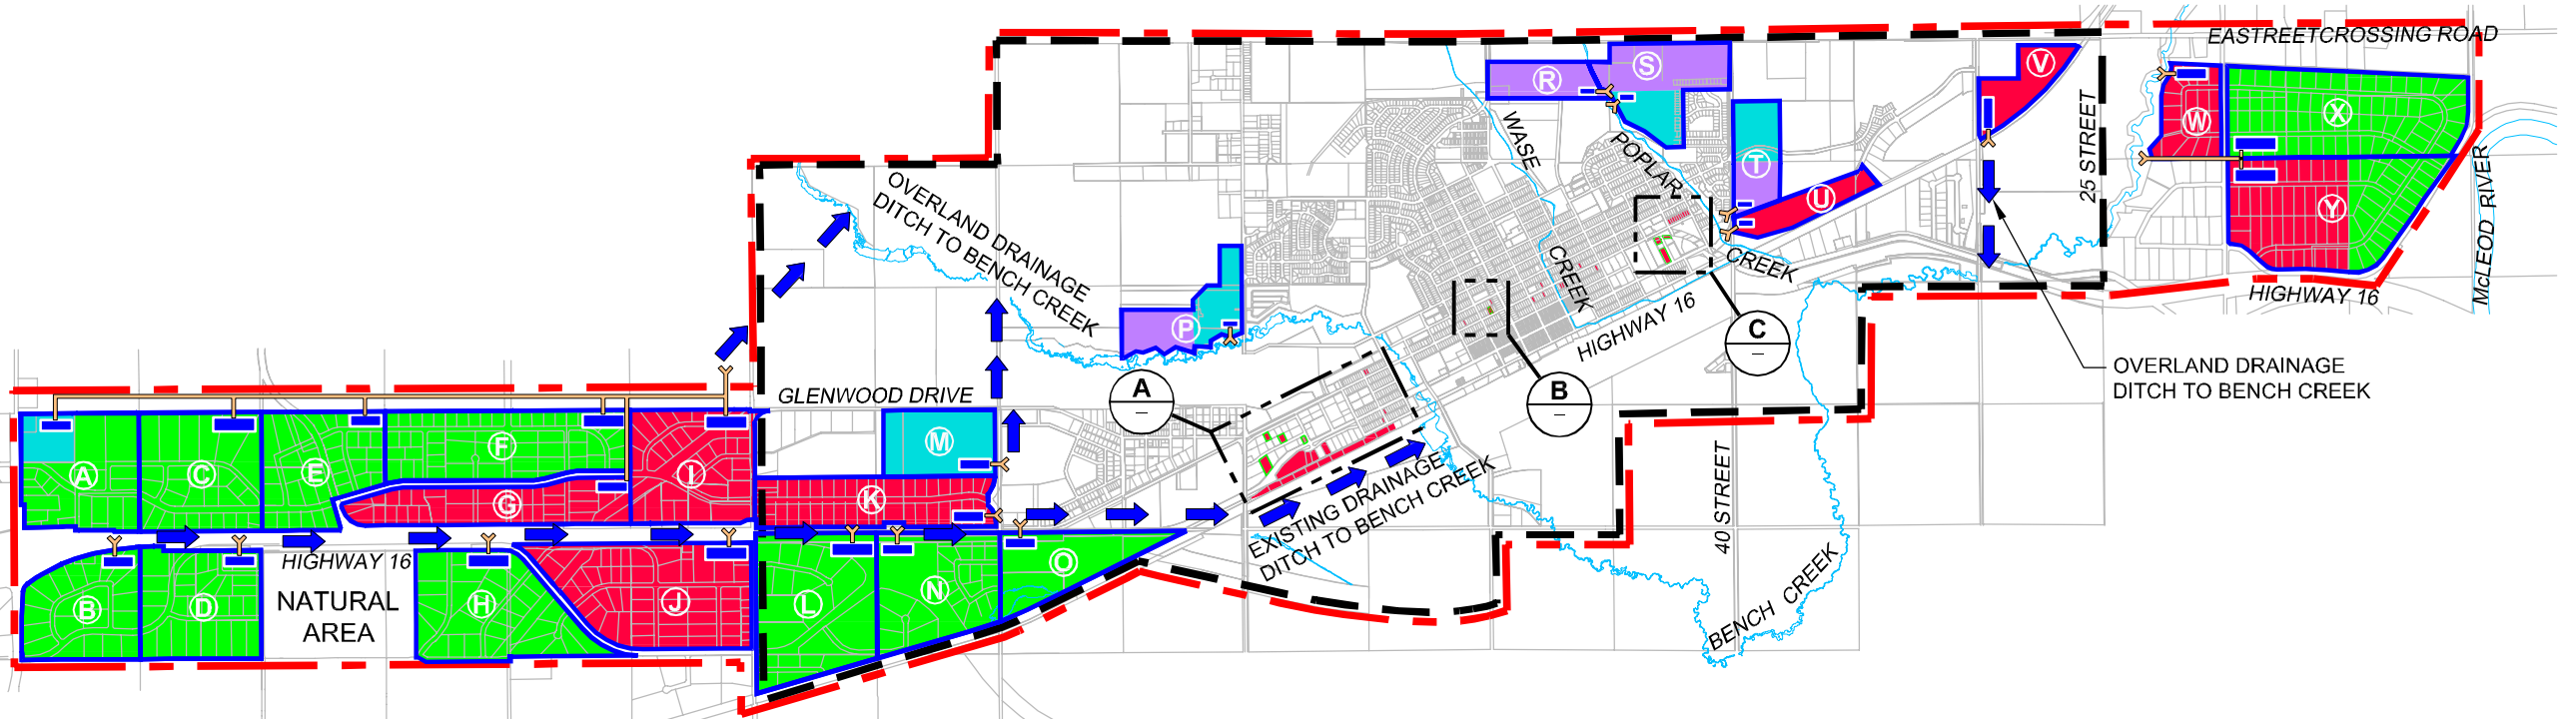 EASTREETCROSSING ROAD
V
S
R
X
W
Y
25 STREET
McLEOD RIVER
HIGHWAY 16
WASE
CREEK
POPLAR
CREEK
T
U
OVERLAND DRAINAGE
DITCH TO BENCH CREEK
P
HIGHWAY 16
C
–
B
–
A
–
OVERLAND DRAINAGE
DITCH TO BENCH CREEK
GLENWOOD DRIVE
M
A
C
E
F
G
I
K
HIGHWAY 16
NATURAL
AREA
B
D
H
J
L
N
O
EXISTING DRAINAGE
DITCH TO BENCH CREEK
40 STREET
BENCH CREEK